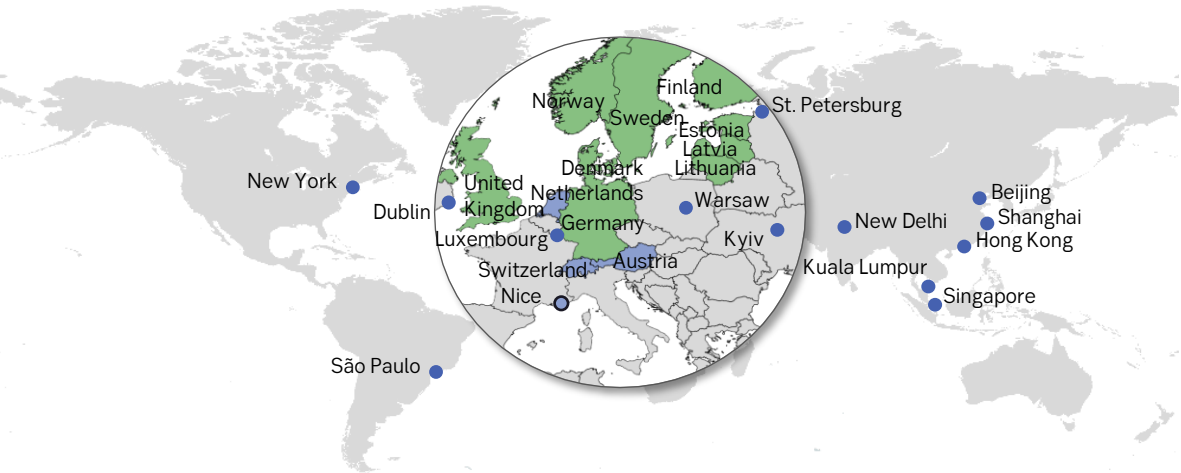 Norway
Finland
Sweden
St. Petersburg
Estonia
Latvia
Denmark
Lithuania
New York
United
Kingdom
Netherlands
Warsaw
Beijing
Dublin
Germany
New Delhi
Shanghai
Luxembourg
Kyiv
Hong Kong
Switzerland
Austria
Kuala Lumpur
Nice
Singapore
São Paulo